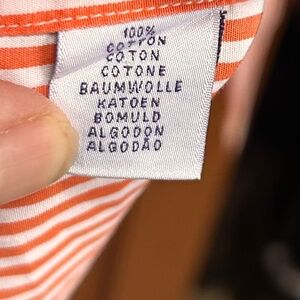 100%
COTTON
COTON
COTONE
BAUMWOLLE
KATOEN
BOMULD
ALGODON
ALGODÃO